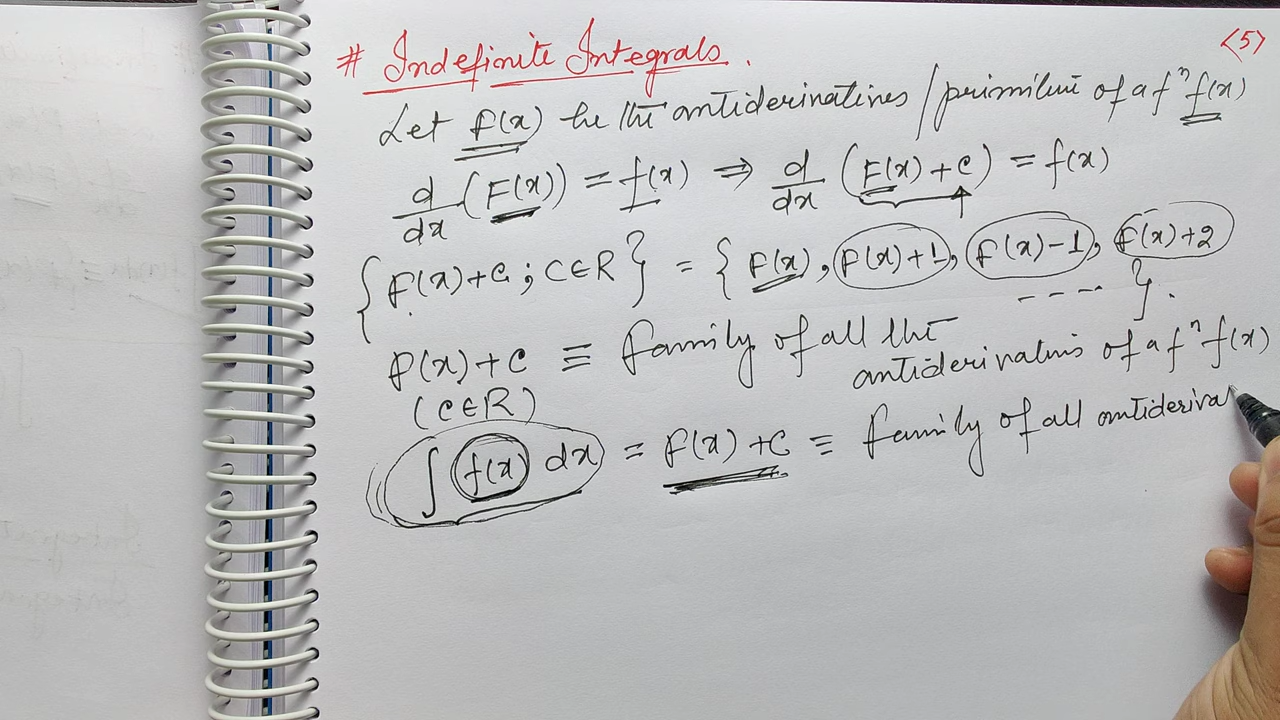 <5>
# Indefinite Integrals.
Let F(x) be the antiderivatives / primitive of a fⁿ f(x)
d/dx (F(x)) = f(x) ⇒ d/dx (F(x) + c) = f(x)
{F(x)+C ; C∈R} = {F(x), F(x)+1, F(x)-1, F(x)+2
---- }.
F(x) + C ≡ family of all the
antiderivatives of a fⁿ f(x)
(C∈R)
∫ f(x) dx = F(x) + C ≡ family of all antideriva